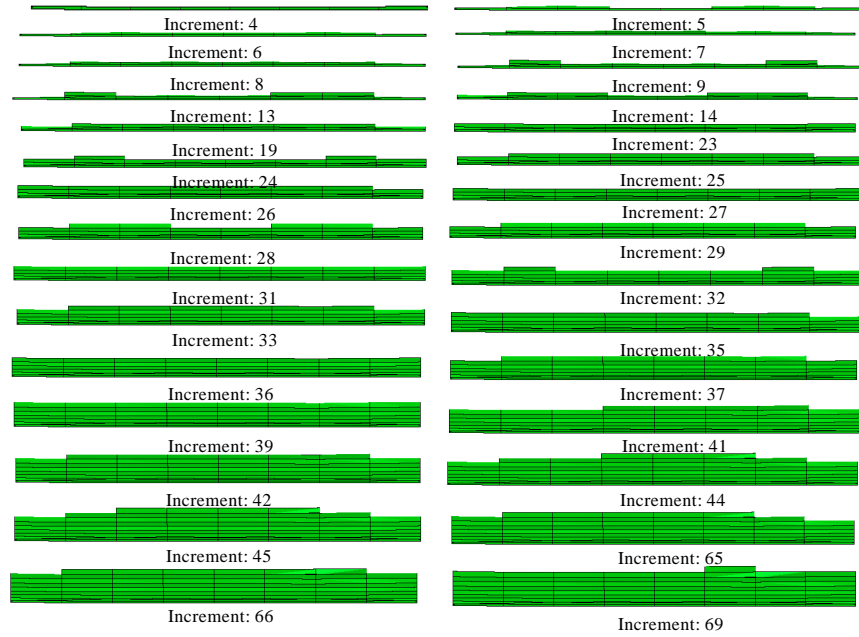 Increment: 4
Increment: 5
Increment: 6
Increment: 7
Increment: 8
Increment: 9
Increment: 13
Increment: 14
Increment: 19
Increment: 23
Increment: 24
Increment: 25
Increment: 26
Increment: 27
Increment: 28
Increment: 29
Increment: 31
Increment: 32
Increment: 33
Increment: 35
Increment: 36
Increment: 37
Increment: 39
Increment: 41
Increment: 42
Increment: 44
Increment: 45
Increment: 65
Increment: 66
Increment: 69